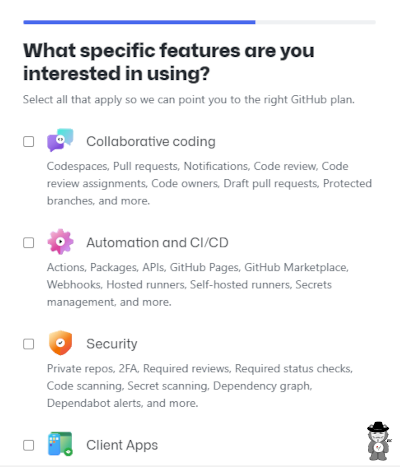 What specific features are you
interested in using?
Select all that apply so we can point you to the right GitHub plan.
Collaborative coding
Codespaces, Pull requests, Notifications, Code review, Code
review assignments, Code owners, Draft pull requests, Protected
branches, and more.
Automation and CI/CD
Actions, Packages, APIs, GitHub Pages, GitHub Marketplace,
Webhooks, Hosted runners, Self-hosted runners, Secrets
management, and more.
Security
Private repos, 2FA, Required reviews, Required status checks,
Code scanning, Secret scanning, Dependency graph,
Dependabot alerts, and more.
Client Apps